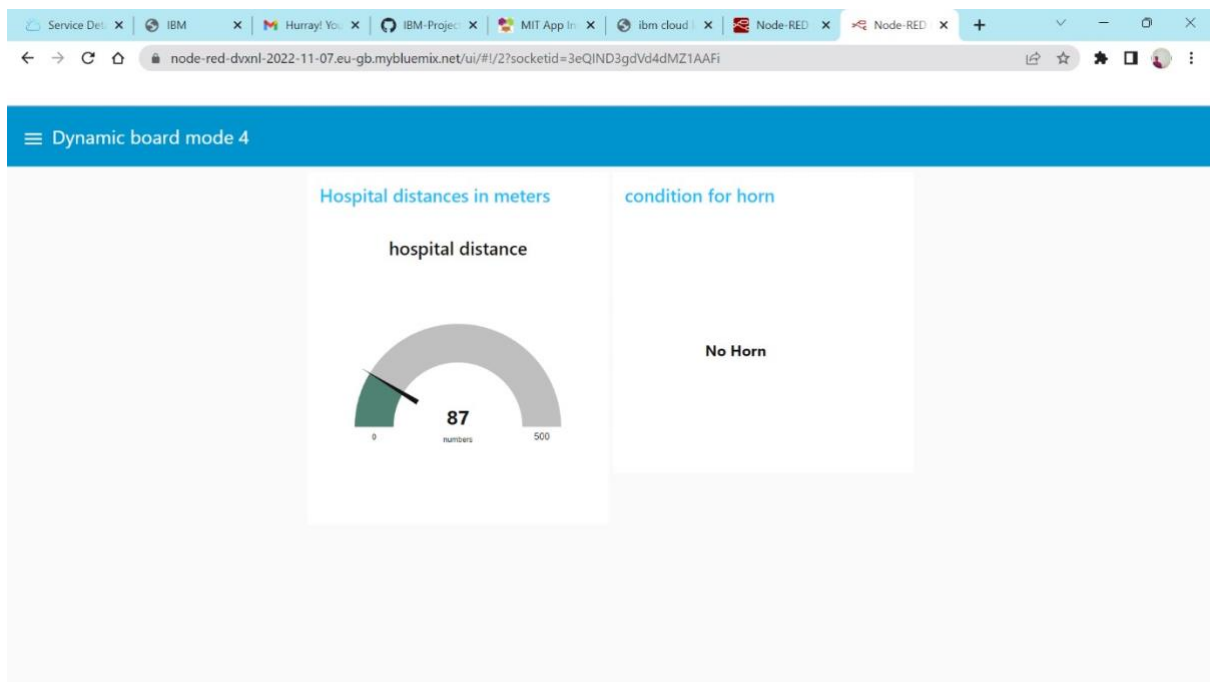 Service Det IBM Hurray! You IBM-Project MIT App In ibm cloud Node-RED Node-RED
node-red-dvxnl-2022-11-07.eu-gb.mybluemix.net/ui/#!/2?socketid=3eQIND3gdVd4dMZ1AAFi
Dynamic board mode 4
Hospital distances in meters
condition for horn
hospital distance
No Horn
87
0 numbers 500